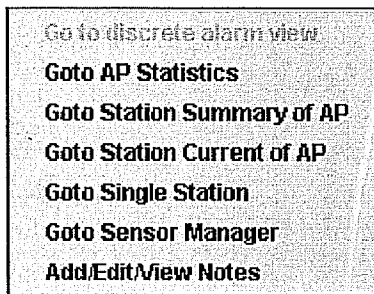 Go to discrete alarm view
Goto AP Statistics
Goto Station Summary of AP
Goto Station Current of AP
Goto Single Station
Goto Sensor Manager
Add/Edit/View Notes